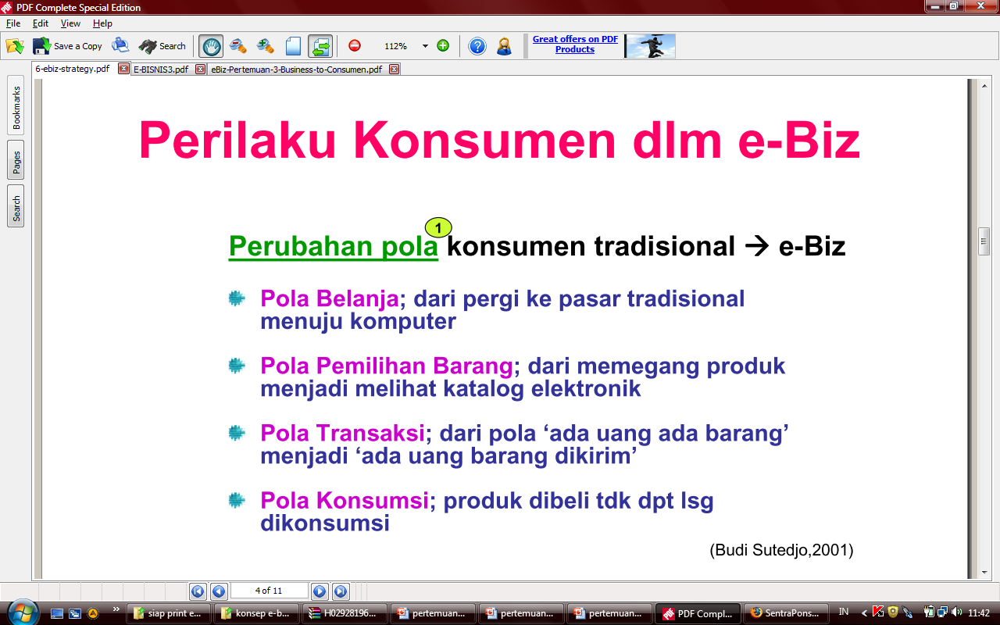 PDF Complete Special Edition
File Edit View Help
Save a Copy Search 112% Great offers on PDF
Products
6-ebiz-strategy.pdf E-BISNIS3.pdf eBiz-Pertemuan-3-Business-to-Consumen.pdf
Bookmarks
Pages
Search
Perilaku Konsumen dlm e-Biz
1
Perubahan pola konsumen tradisional → e-Biz
Pola Belanja; dari pergi ke pasar tradisional
menuju komputer
Pola Pemilihan Barang; dari memegang produk
menjadi melihat katalog elektronik
Pola Transaksi; dari pola ‘ada uang ada barang’
menjadi ‘ada uang barang dikirim’
Pola Konsumsi; produk dibeli tdk dpt lsg
dikonsumsi
(Budi Sutedjo,2001)
4 of 11
siap print e... konsep e-b... H02928196... pertemuan... pertemuan... pertemuan... PDF Compl... SentraPons... IN 11:42